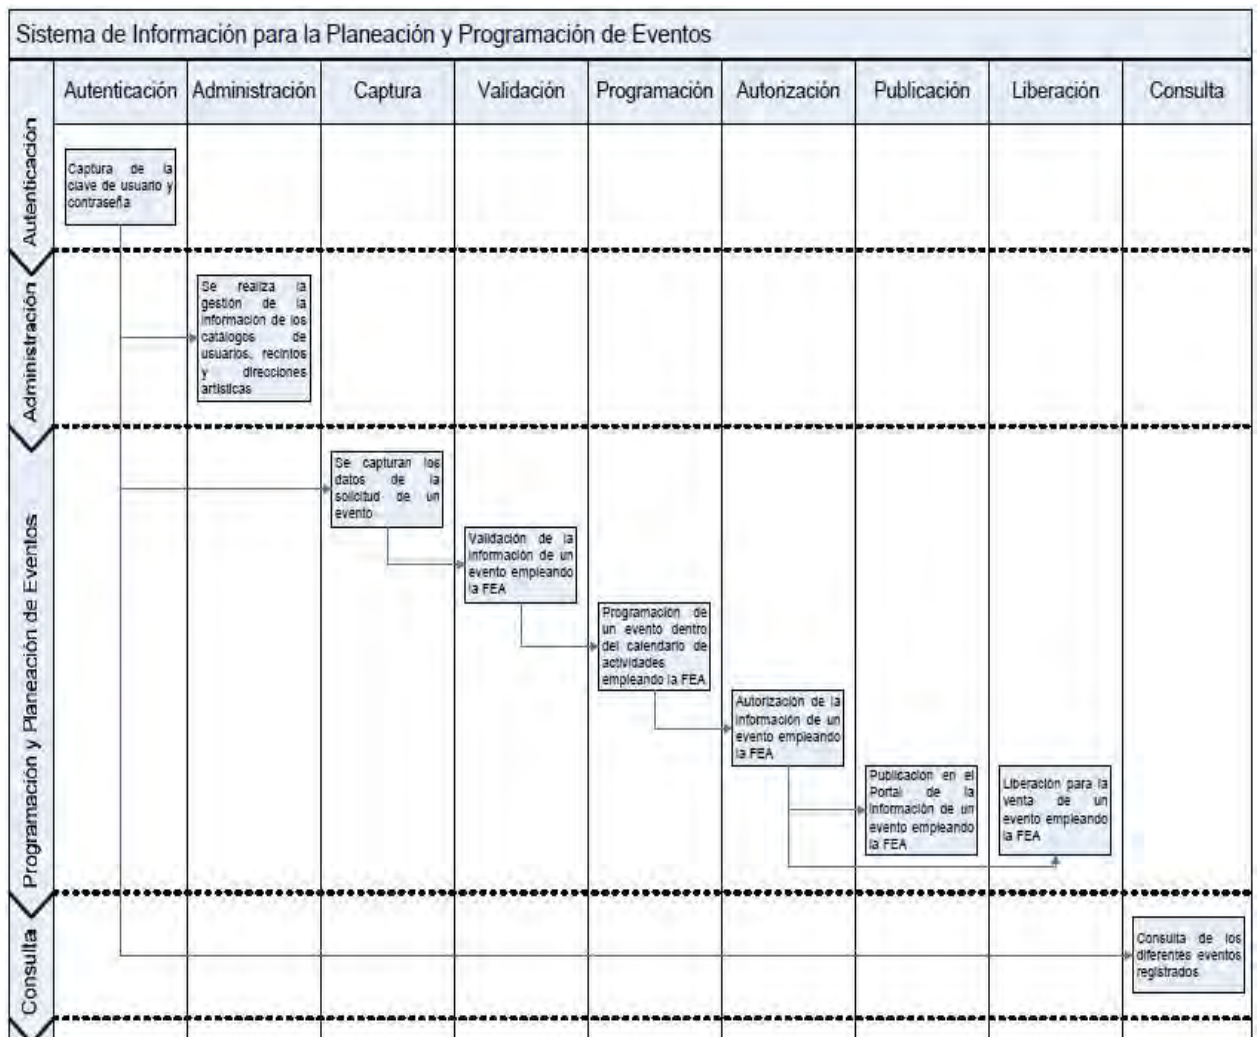 Sistema de Información para la Planeación y Programación de Eventos
Autenticación Administración Captura Validación Programación Autorización Publicación Liberación Consulta
Autenticación
Captura de la
clave de usuario y
contraseña
Administración
Se realiza la
gestión de la
información de los
catálogos de
usuarios, recintos
y direcciones
artísticas
Programación y Planeación de Eventos
Se capturan los
datos de la
solicitud de un
evento
Validación de la
información de un
evento empleando
la FEA
Programación de
un evento dentro
del calendario de
actividades
empleando la FEA
Autorización de la
información de un
evento empleando
la FEA
Publicación en el
Portal de la
información de un
evento empleando
la FEA
Liberación para la
venta de un
evento empleando
la FEA
Consulta
Consulta de los
diferentes eventos
registrados